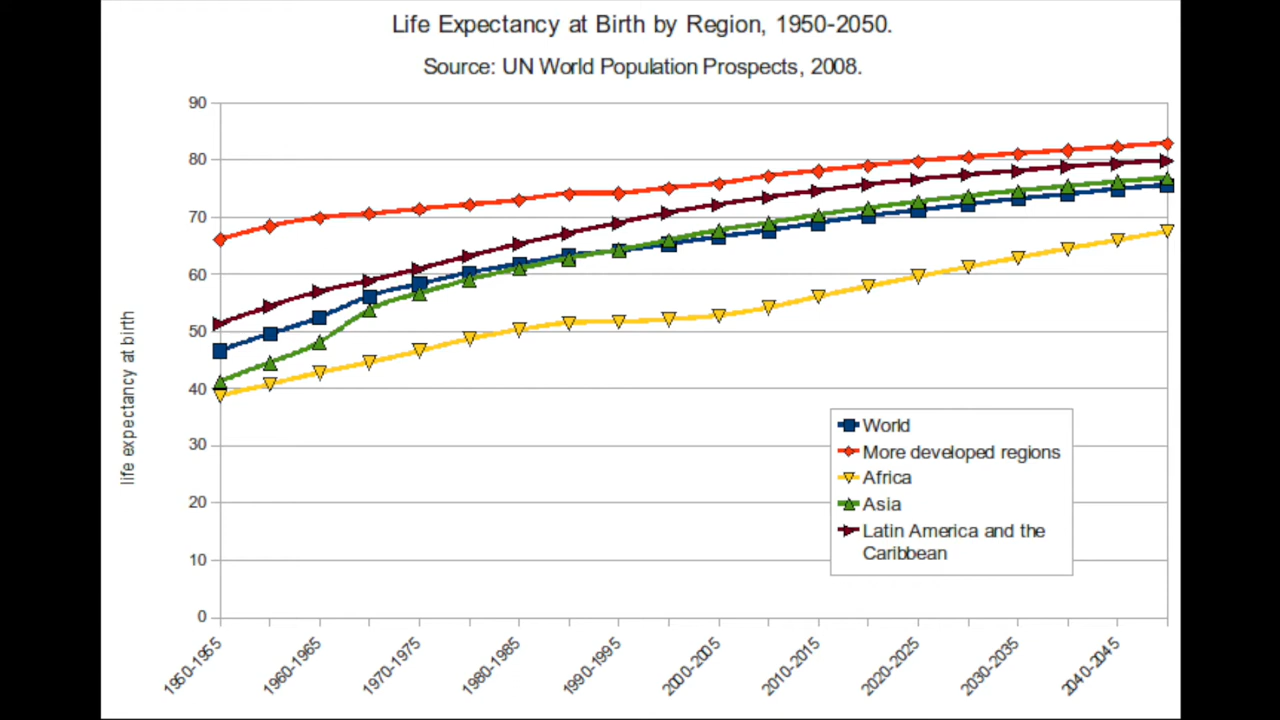 Life Expectancy at Birth by Region, 1950-2050.
Source: UN World Population Prospects, 2008.
90
80
70
60
50
40
30
20
10
0
life expectancy at birth
World
More developed regions
Africa
Asia
Latin America and the
Caribbean
1950-1955
1960-1965
1970-1975
1980-1985
1990-1995
2000-2005
2010-2015
2020-2025
2030-2035
2040-2045